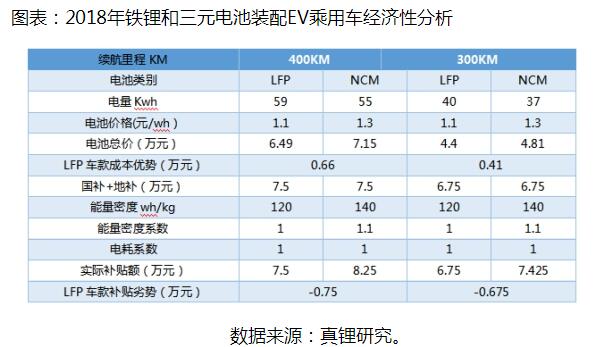 图表：2018年铁锂和三元电池装配EV乘用车经济性分析
续航里程 KM 400KM 300KM
电池类别 LFP NCM LFP NCM
电量 Kwh 59 55 40 37
电池价格(元/wh） 1.1 1.3 1.1 1.3
电池总价（万元） 6.49 7.15 4.4 4.81
LFP 车款成本优势（万元） 0.66 0.41
国补+地补（万元） 7.5 7.5 6.75 6.75
能量密度 wh/kg 120 140 120 140
能量密度系数 1 1.1 1 1.1
电耗系数 1 1 1 1
实际补贴额（万元） 7.5 8.25 6.75 7.425
LFP 车款补贴劣势（万元） -0.75 -0.675
数据来源：真锂研究。